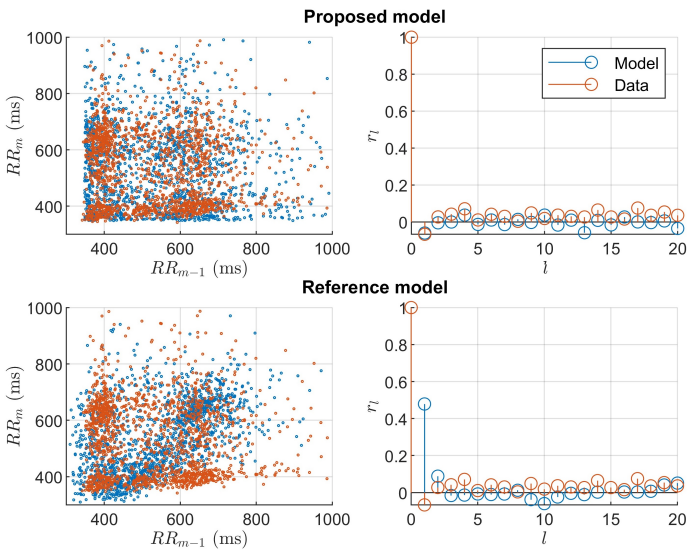 Proposed model
1000
800
600
400
RR_m (ms)
400 600 800 1000
RR_{m-1} (ms)
1
0.8
0.6
0.4
0.2
0
r_l
0 5 10 15 20
l
Model
Data
Reference model
1000
800
600
400
RR_m (ms)
400 600 800 1000
RR_{m-1} (ms)
1
0.8
0.6
0.4
0.2
0
r_l
0 5 10 15 20
l